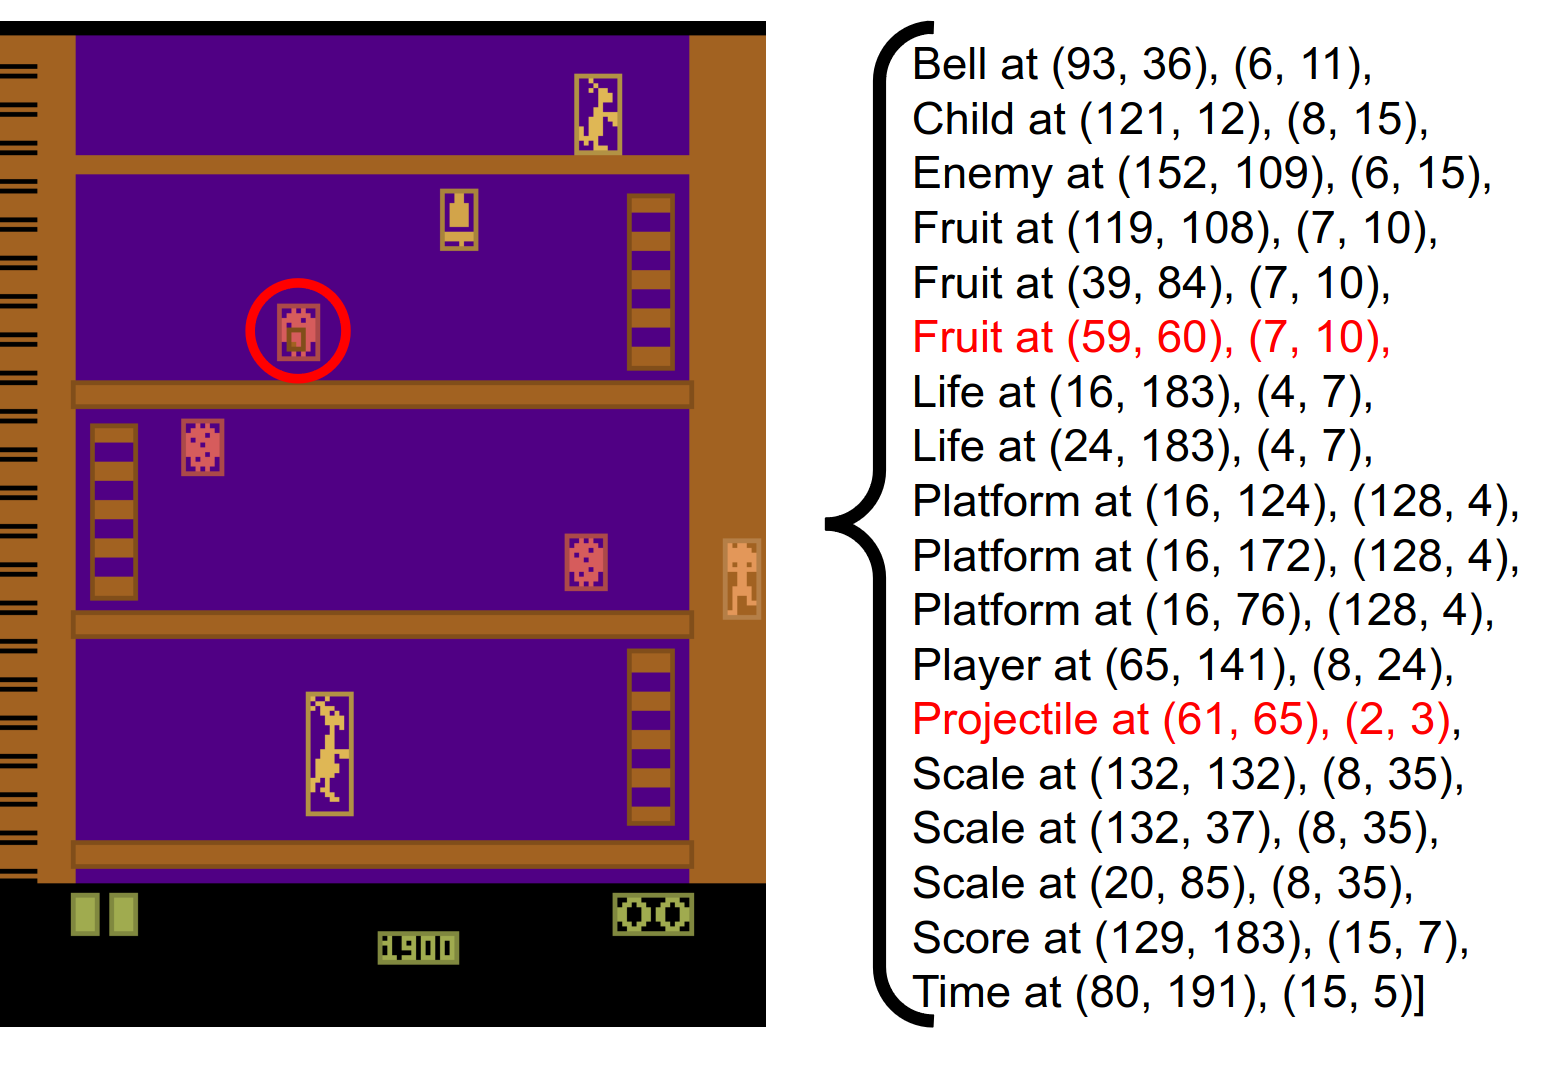 Bell at (93, 36), (6, 11),
Child at (121, 12), (8, 15),
Enemy at (152, 109), (6, 15),
Fruit at (119, 108), (7, 10),
Fruit at (39, 84), (7, 10),
Fruit at (59, 60), (7, 10),
Life at (16, 183), (4, 7),
Life at (24, 183), (4, 7),
Platform at (16, 124), (128, 4),
Platform at (16, 172), (128, 4),
Platform at (16, 76), (128, 4),
Player at (65, 141), (8, 24),
Projectile at (61, 65), (2, 3),
Scale at (132, 132), (8, 35),
Scale at (132, 37), (8, 35),
Scale at (20, 85), (8, 35),
Score at (129, 183), (15, 7),
Time at (80, 191), (15, 5)]
00
1900